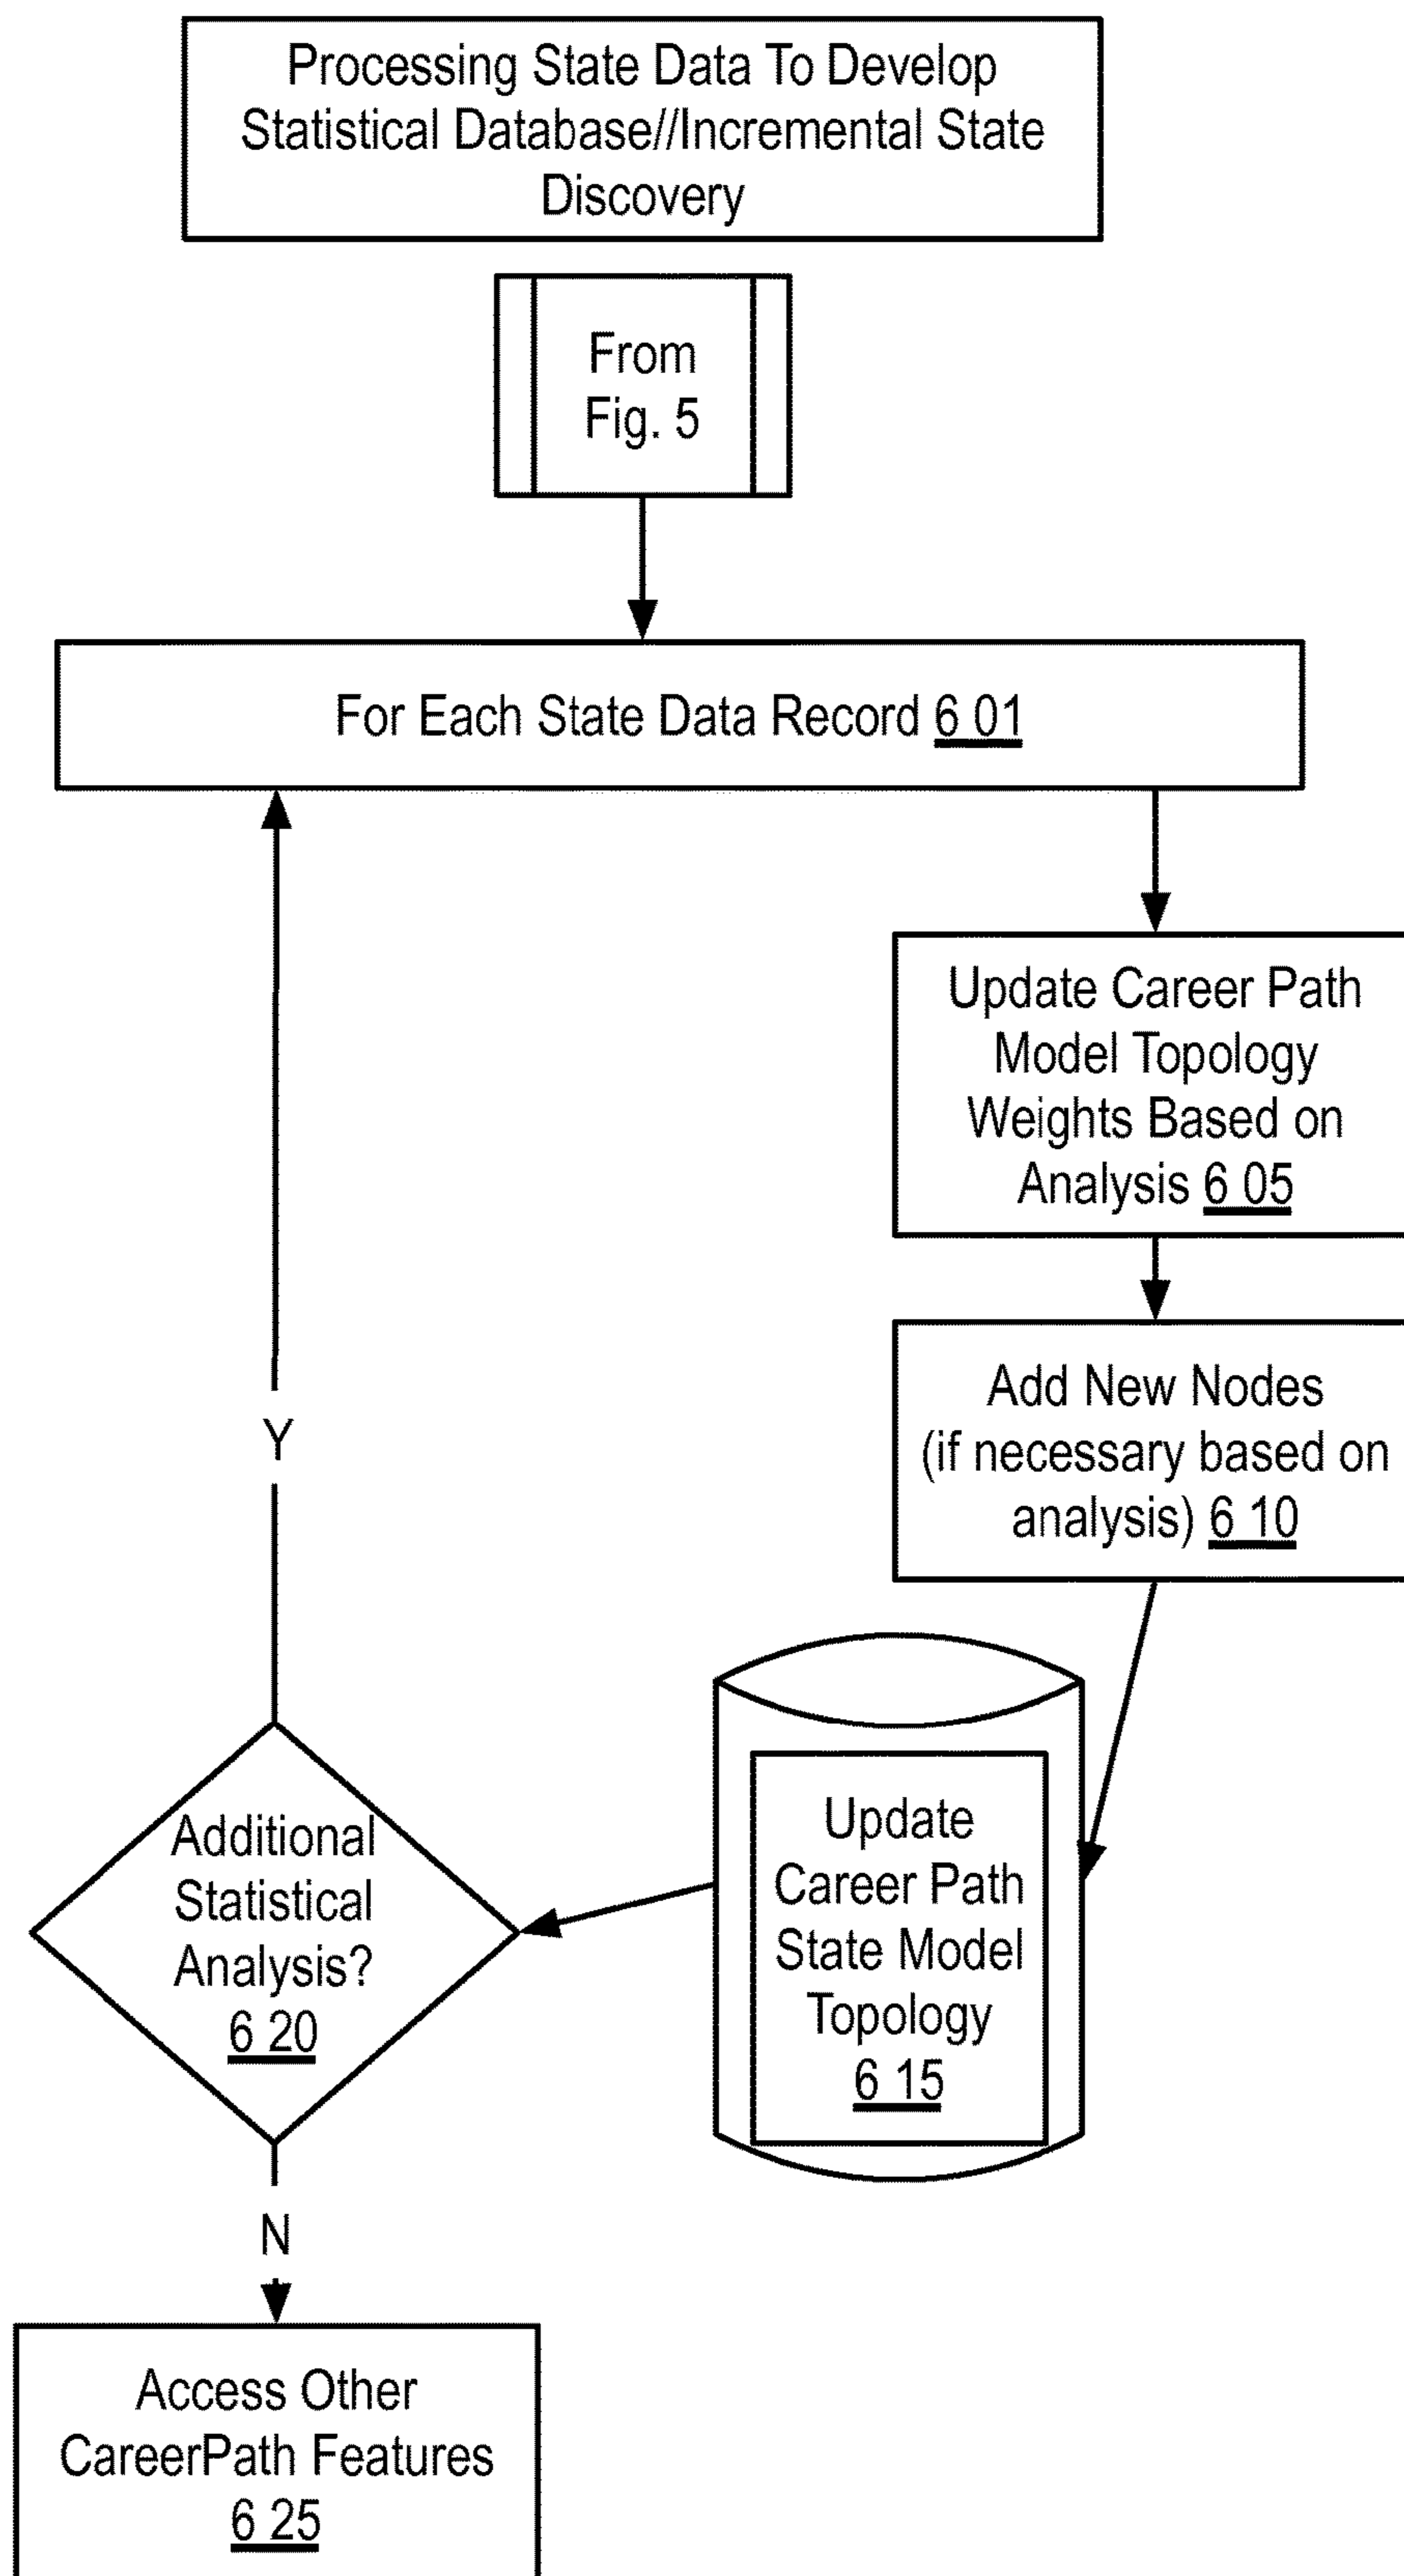 Processing State Data To Develop
Statistical Database//Incremental State
Discovery
From
Fig. 5
For Each State Data Record 6 01
Update Career Path
Model Topology
Weights Based on
Analysis 6 05
Add New Nodes
(if necessary based on
analysis) 6 10
Y
Update
Career Path
State Model
Topology
6 15
Additional
Statistical
Analysis?
6 20
N
Access Other
CareerPath Features
6 25